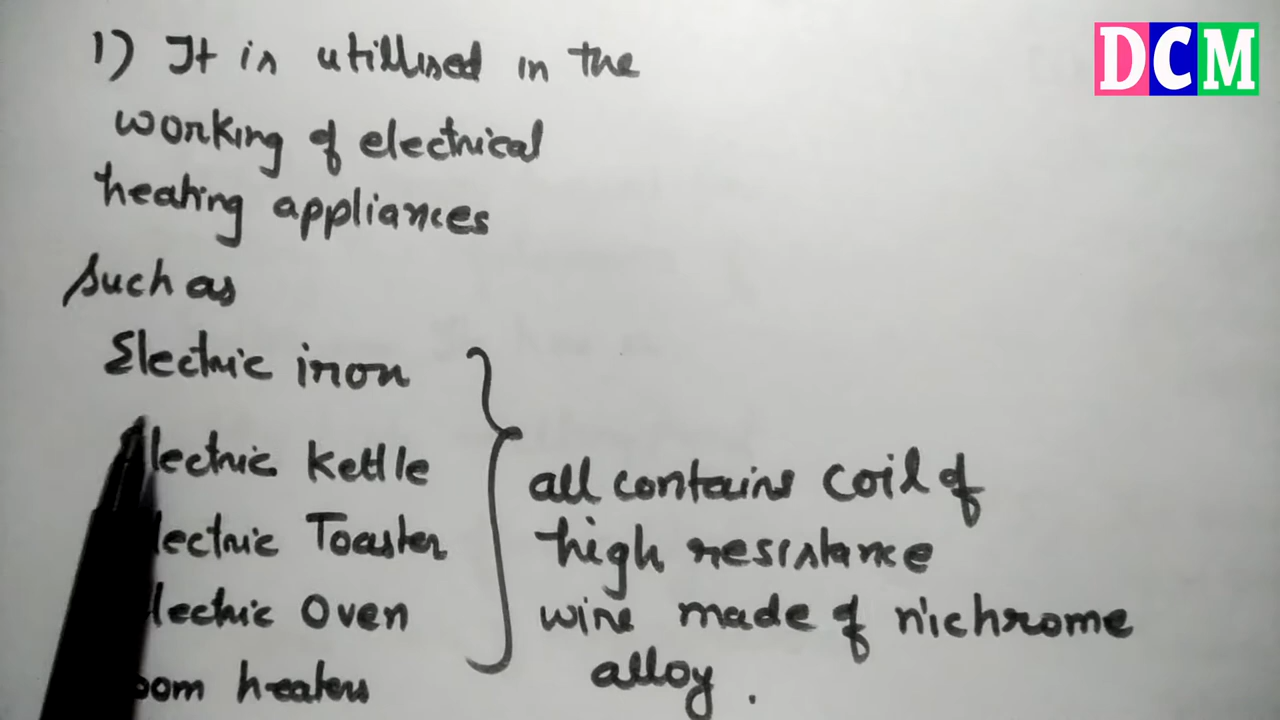 DCM
1) It is utillised in the
working of electrical
heating appliances
such as
Electric iron
lectric Kettle
lectric Toaster
lectric Oven
oom heaters
all contains coil of
high resistance
wire made of nichrome
alloy.